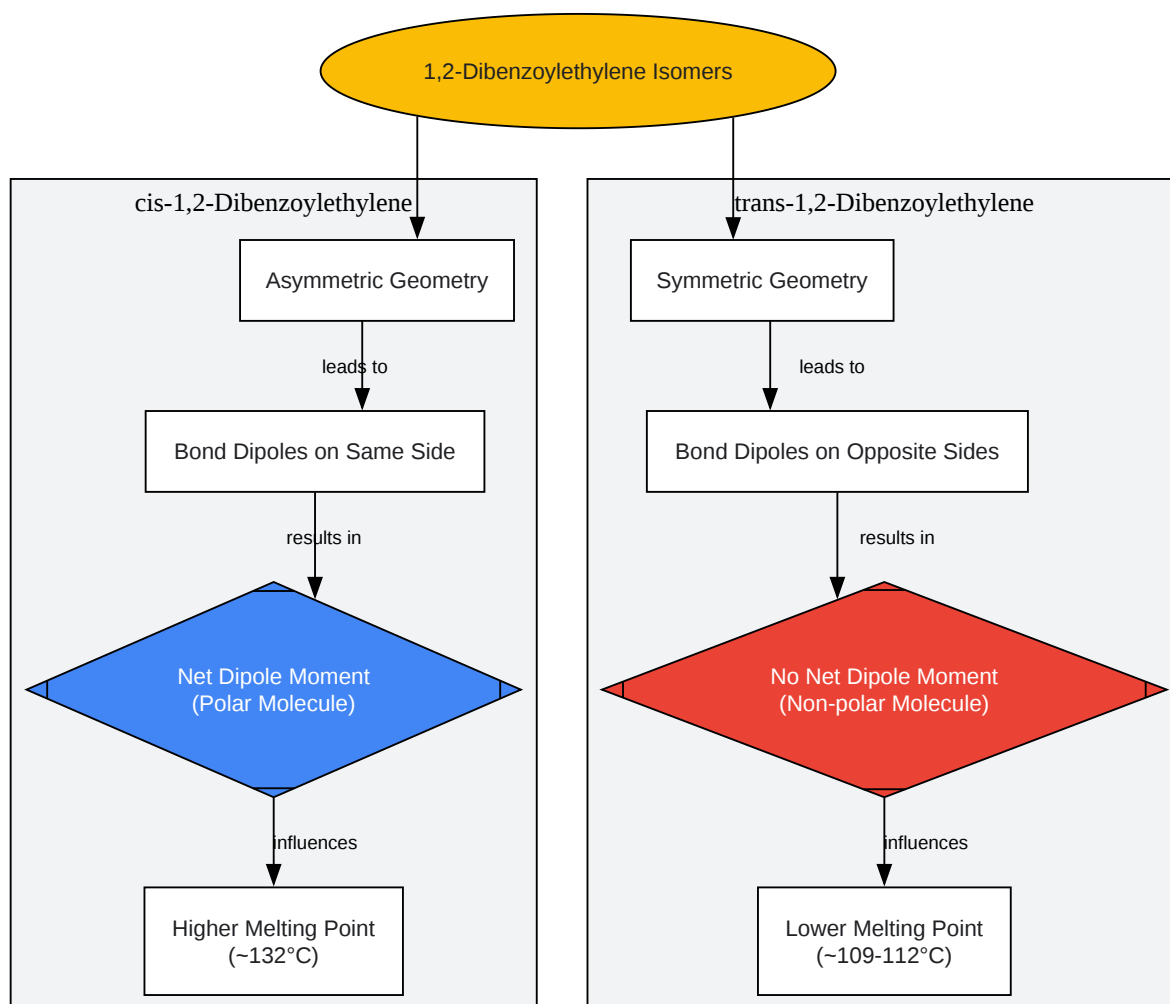 1,2-Dibenzoylethylene Isomers
cis-1,2-Dibenzoylethylene
Asymmetric Geometry
leads to
Bond Dipoles on Same Side
results in
Net Dipole Moment
(Polar Molecule)
influences
Higher Melting Point
(~132°C)
trans-1,2-Dibenzoylethylene
Symmetric Geometry
leads to
Bond Dipoles on Opposite Sides
results in
No Net Dipole Moment
(Non-polar Molecule)
influences
Lower Melting Point
(~109-112°C)